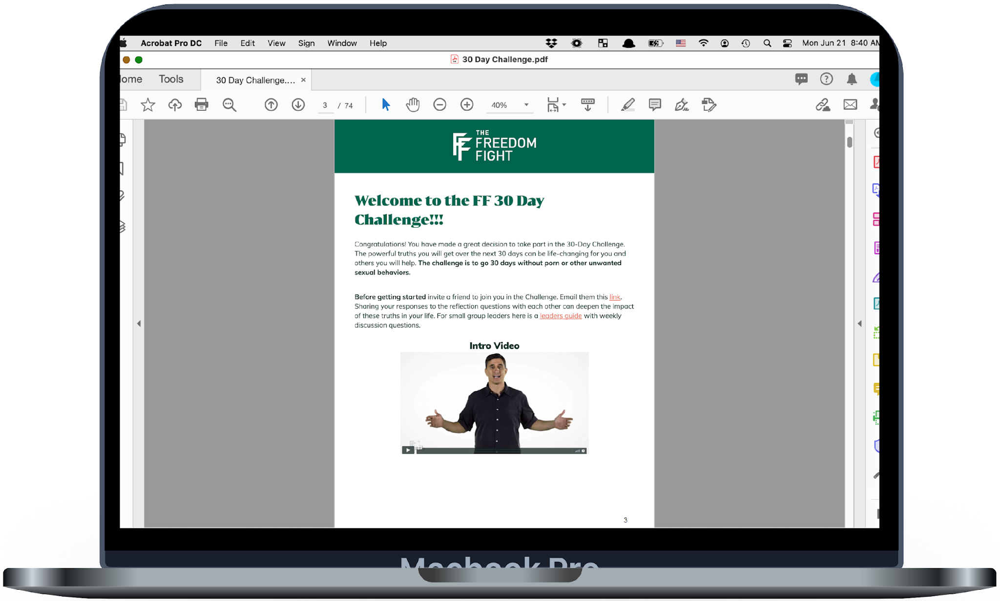 Acrobat Pro DC File Edit View Sign Window Help Mon Jun 21 8:40 AM
30 Day Challenge.pdf
Tools 30 Day Challenge....
3 / 74 40%
THE
FREEDOM
FIGHT
Welcome to the FF 30 Day
Challenge!!!
Congratulations! You have made a great decision to take part in the 30-Day Challenge.
The powerful truths you will get over the next 30 days can be life-changing for you and
others you will help. The challenge is to go 30 days without porn or other unwanted
sexual behaviors.
Before getting started invite a friend to join you in the Challenge. Email them this link.
Sharing your responses to the reflection questions with each other can deepen the impact
of these truths in your life. For small group leaders here is a leaders guide with weekly
discussion questions.
Intro Video
3
Macbook Pro